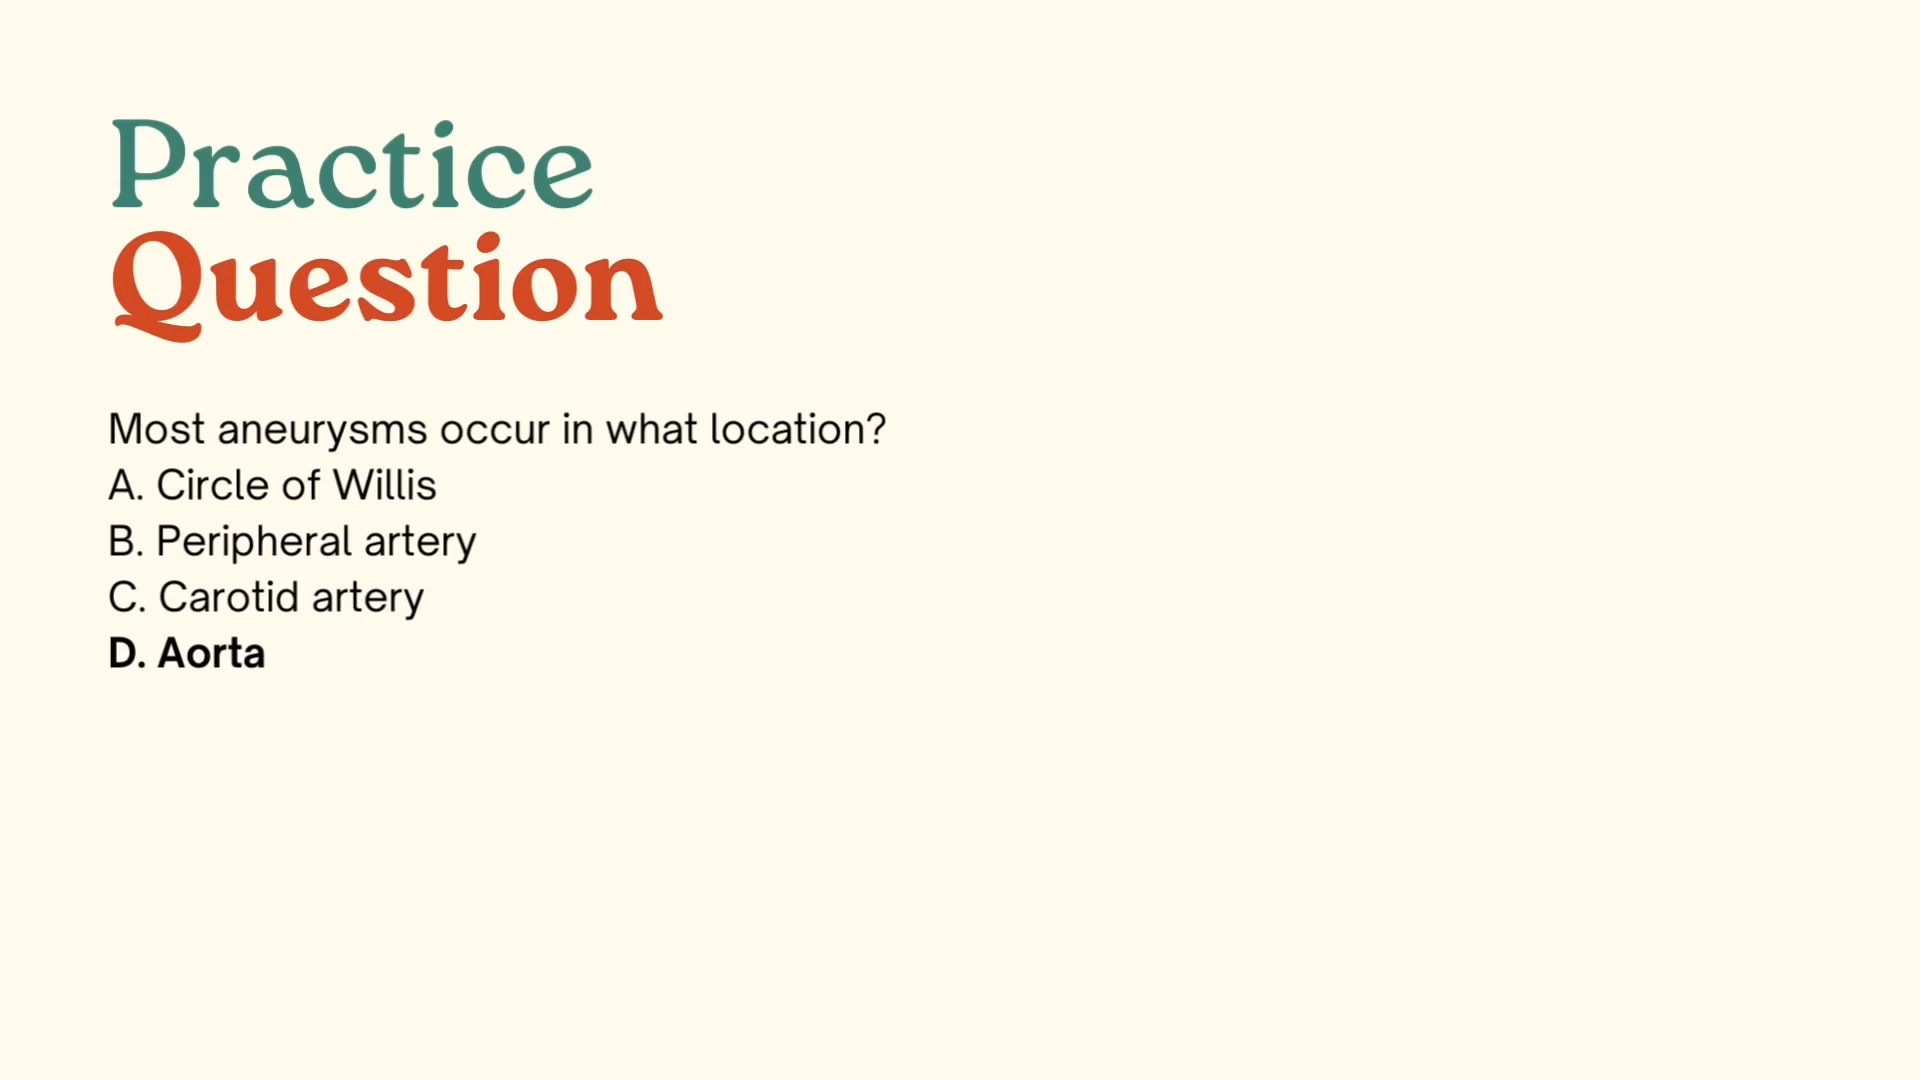 Practice
Question
Most aneurysms occur in what location?
A. Circle of Willis
B. Peripheral artery
C. Carotid artery
D. Aorta